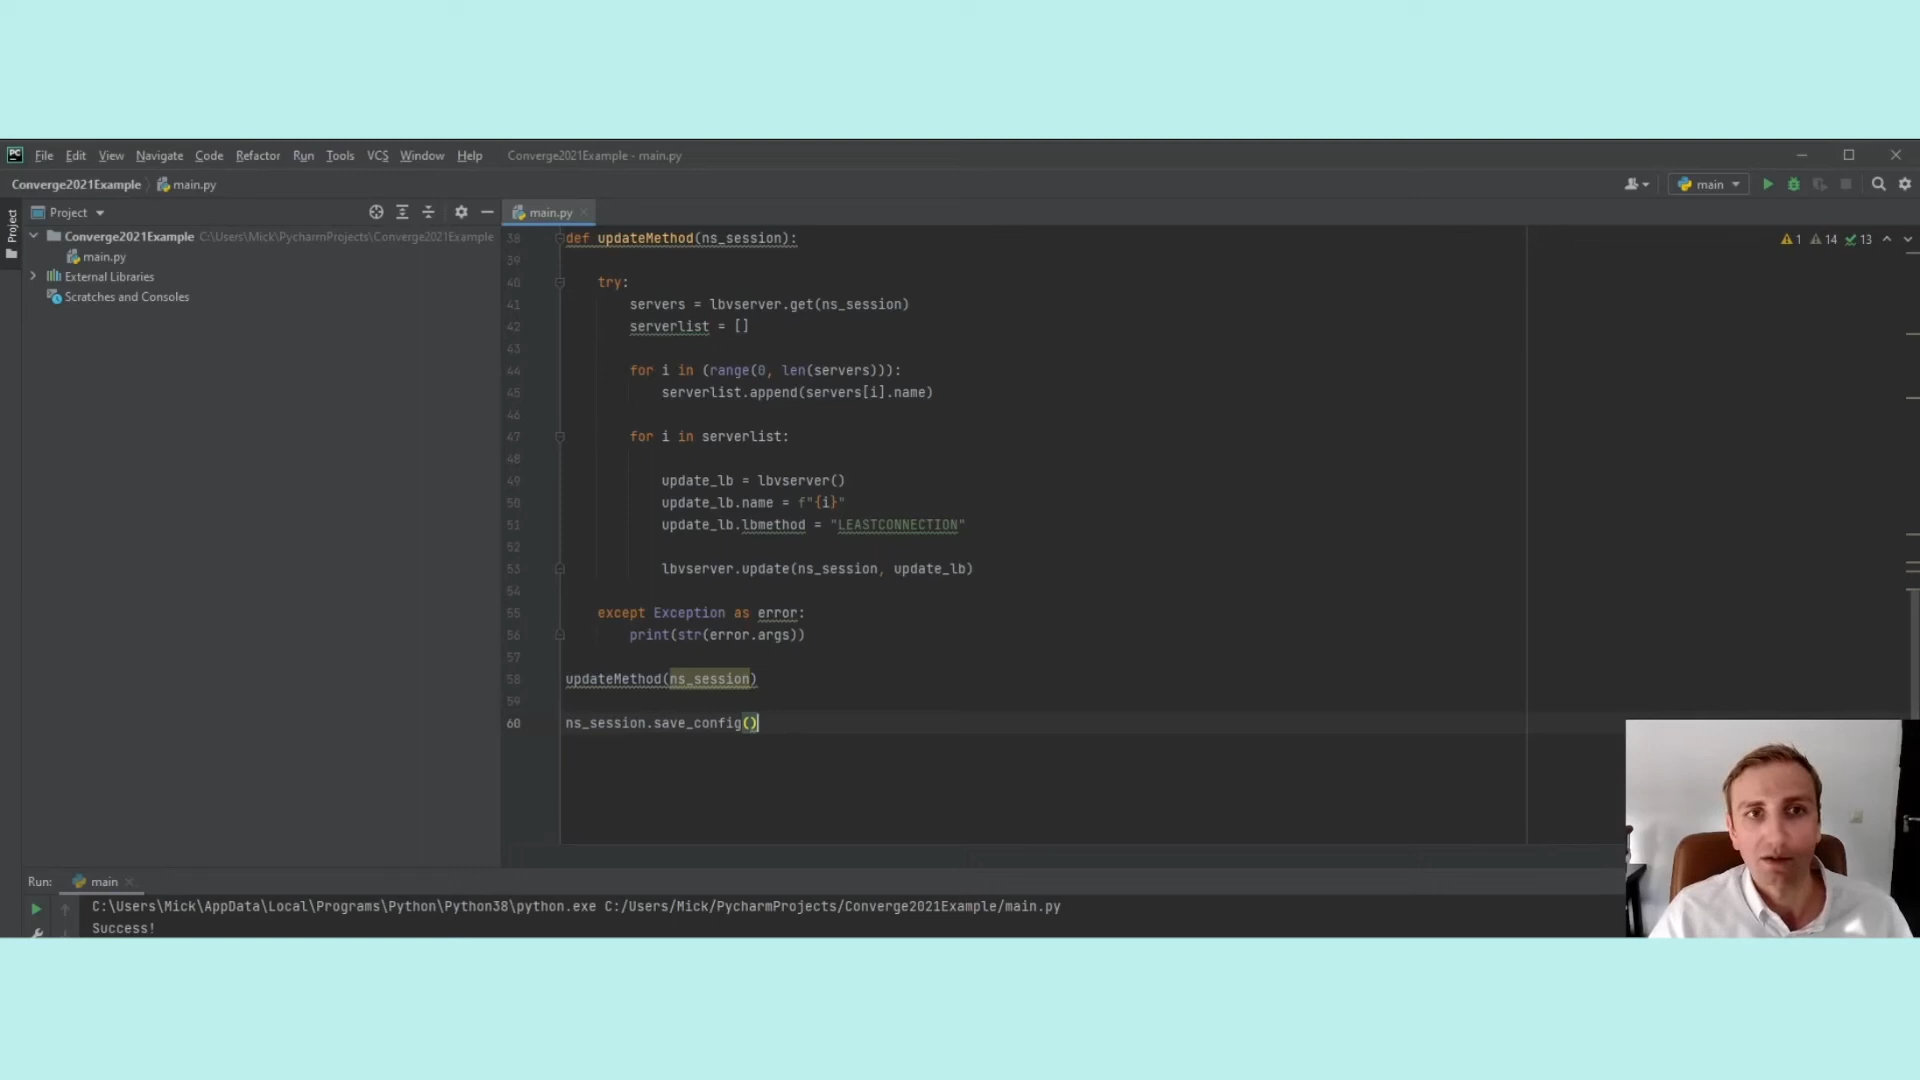 PC File Edit View Navigate Code Refactor Run Tools VCS Window Help Converge2021Example - main.py
Converge2021Example main.py main
Project
Project main.py
Converge2021Example C:\Users\Mick\PycharmProjects\Converge2021Example
main.py
External Libraries
Scratches and Consoles
1 14 13
38 def updateMethod(ns_session):
39
40 try:
41 servers = lbvserver.get(ns_session)
42 serverlist = []
43
44 for i in (range(0, len(servers))):
45 serverlist.append(servers[i].name)
46
47 for i in serverlist:
48
49 update_lb = lbvserver()
50 update_lb.name = f"{i}"
51 update_lb.lbmethod = "LEASTCONNECTION"
52
53 lbvserver.update(ns_session, update_lb)
54
55 except Exception as error:
56 print(str(error.args))
57
58 updateMethod(ns_session)
59
60 ns_session.save_config()
Run: main
C:\Users\Mick\AppData\Local\Programs\Python\Python38\python.exe C:/Users/Mick/PycharmProjects/Converge2021Example/main.py
Success!